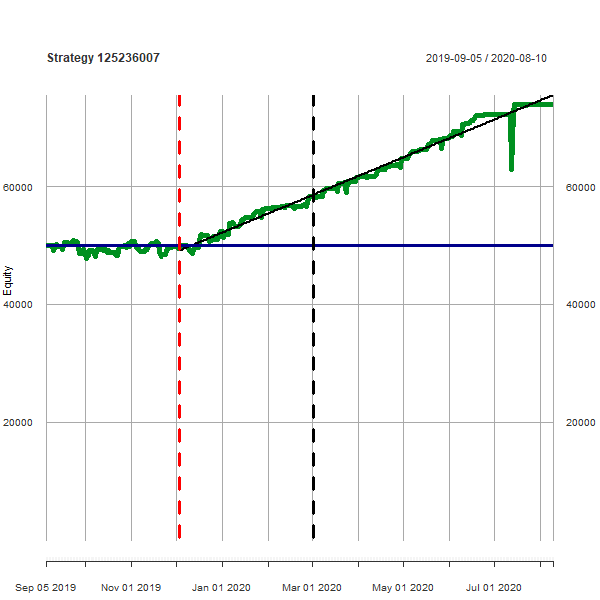 Strategy 125236007
2019-09-05 / 2020-08-10
60000
60000
Equity
40000
40000
20000
20000
Sep 05 2019
Nov 01 2019
Jan 01 2020
Mar 01 2020
May 01 2020
Jul 01 2020